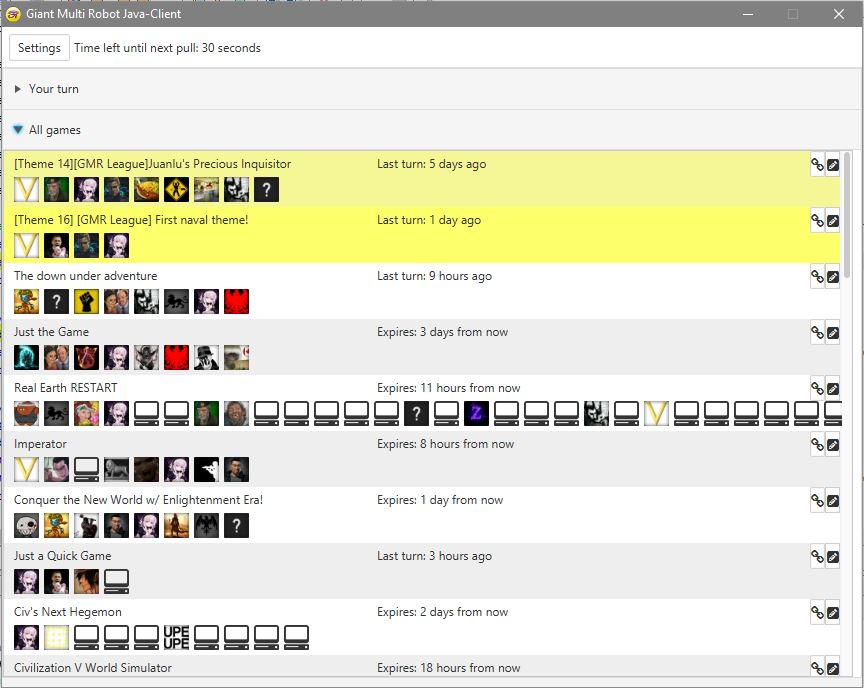 Giant Multi Robot Java-Client
Settings Time left until next pull: 30 seconds
Your turn
All games
[Theme 14][GMR League]Juanlu's Precious Inquisitor Last turn: 5 days ago
?
[Theme 16] [GMR League] First naval theme! Last turn: 1 day ago
The down under adventure Last turn: 9 hours ago
?
Just the Game Expires: 3 days from now
Real Earth RESTART Expires: 11 hours from now
? Z
Imperator Expires: 8 hours from now
Conquer the New World w/ Enlightenment Era! Expires: 1 day from now
?
Just a Quick Game Last turn: 3 hours ago
Civ's Next Hegemon Expires: 2 days from now
UPE
UPE
Civilization V World Simulator Expires: 18 hours from now